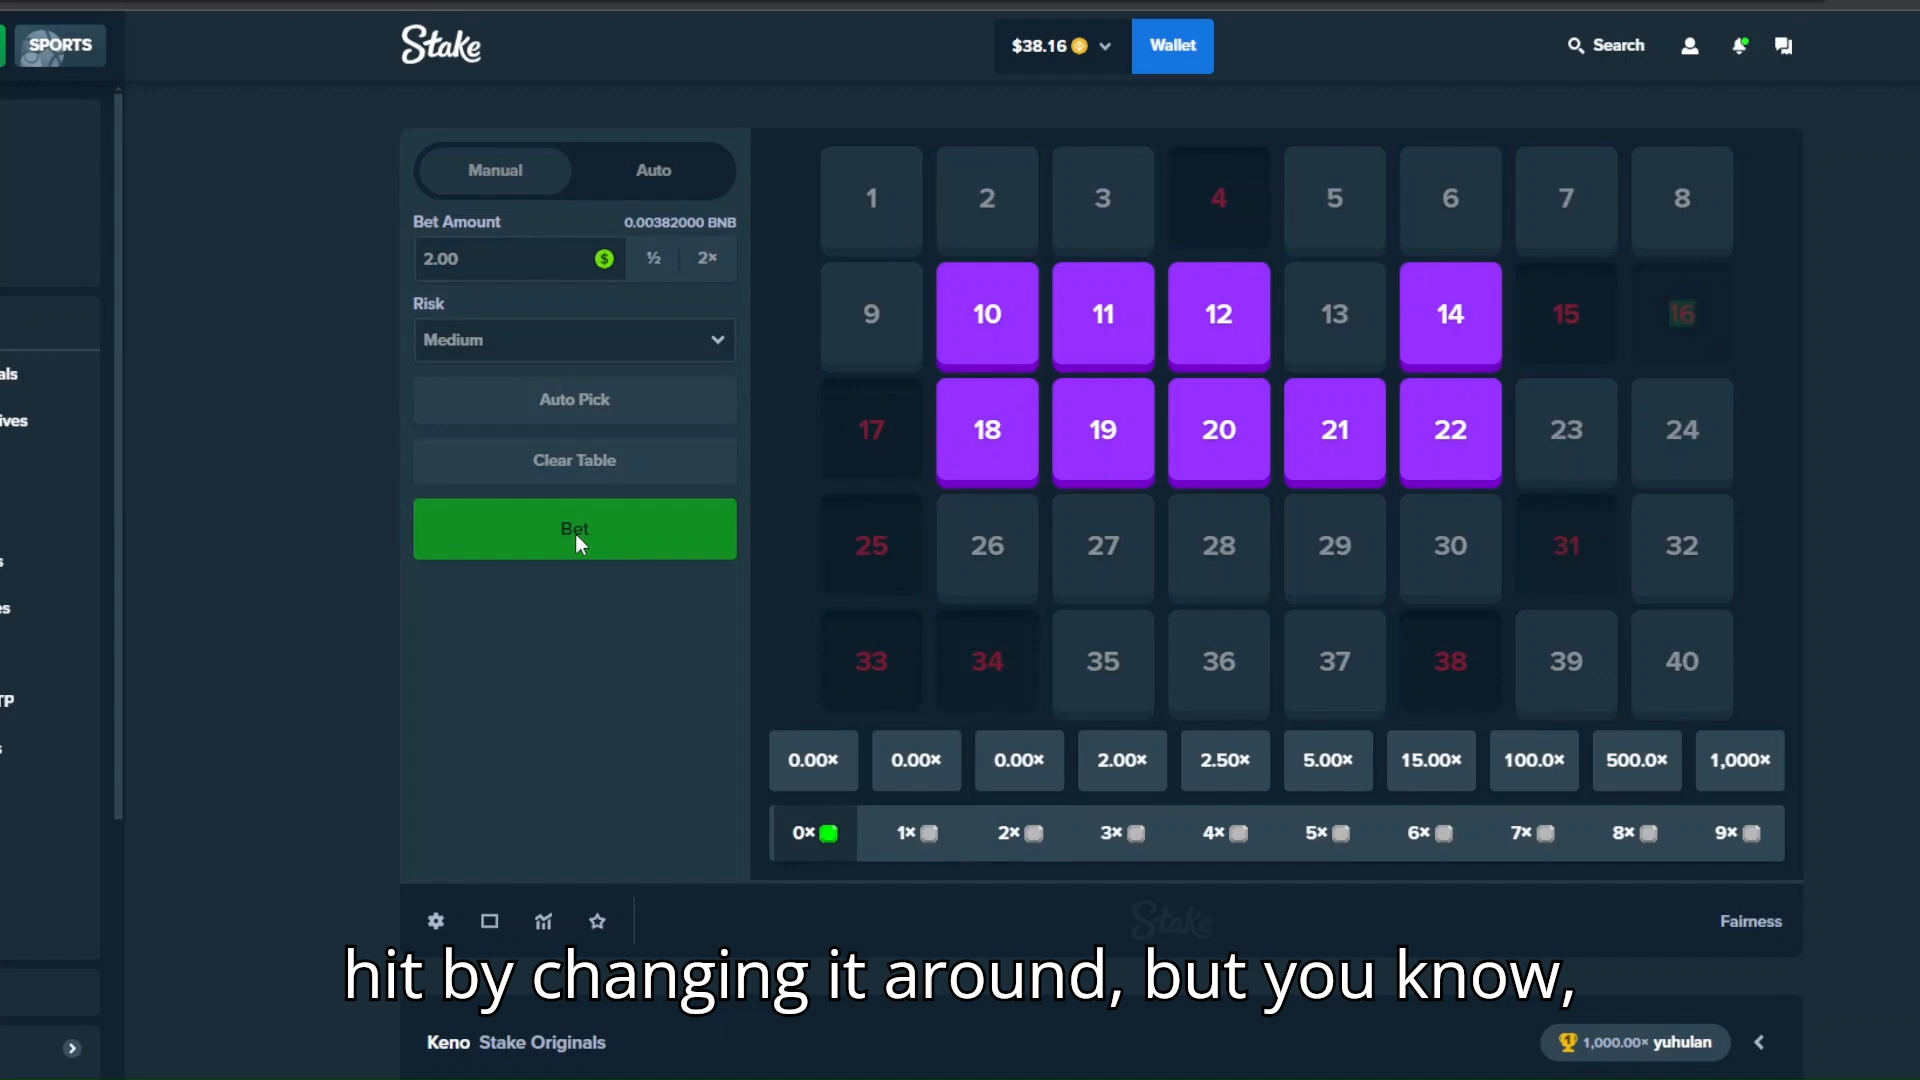 SPORTS
Stake
$38.16
Wallet
Search
Manual
Auto
Bet Amount
0.00382000 BNB
2.00
½
2×
Risk
Medium
Auto Pick
Clear Table
Bet
1 2 3 4 5 6 7 8
9 10 11 12 13 14 15 16
17 18 19 20 21 22 23 24
25 26 27 28 29 30 31 32
33 34 35 36 37 38 39 40
0.00× 0.00× 0.00× 2.00× 2.50× 5.00× 15.00× 100.0× 500.0× 1,000×
0× 1× 2× 3× 4× 5× 6× 7× 8× 9×
als
ives
s
es
TP
s
Stake
Fairness
hit by changing it around, but you know,
Keno Stake Originals
1,000.00× yuhulan